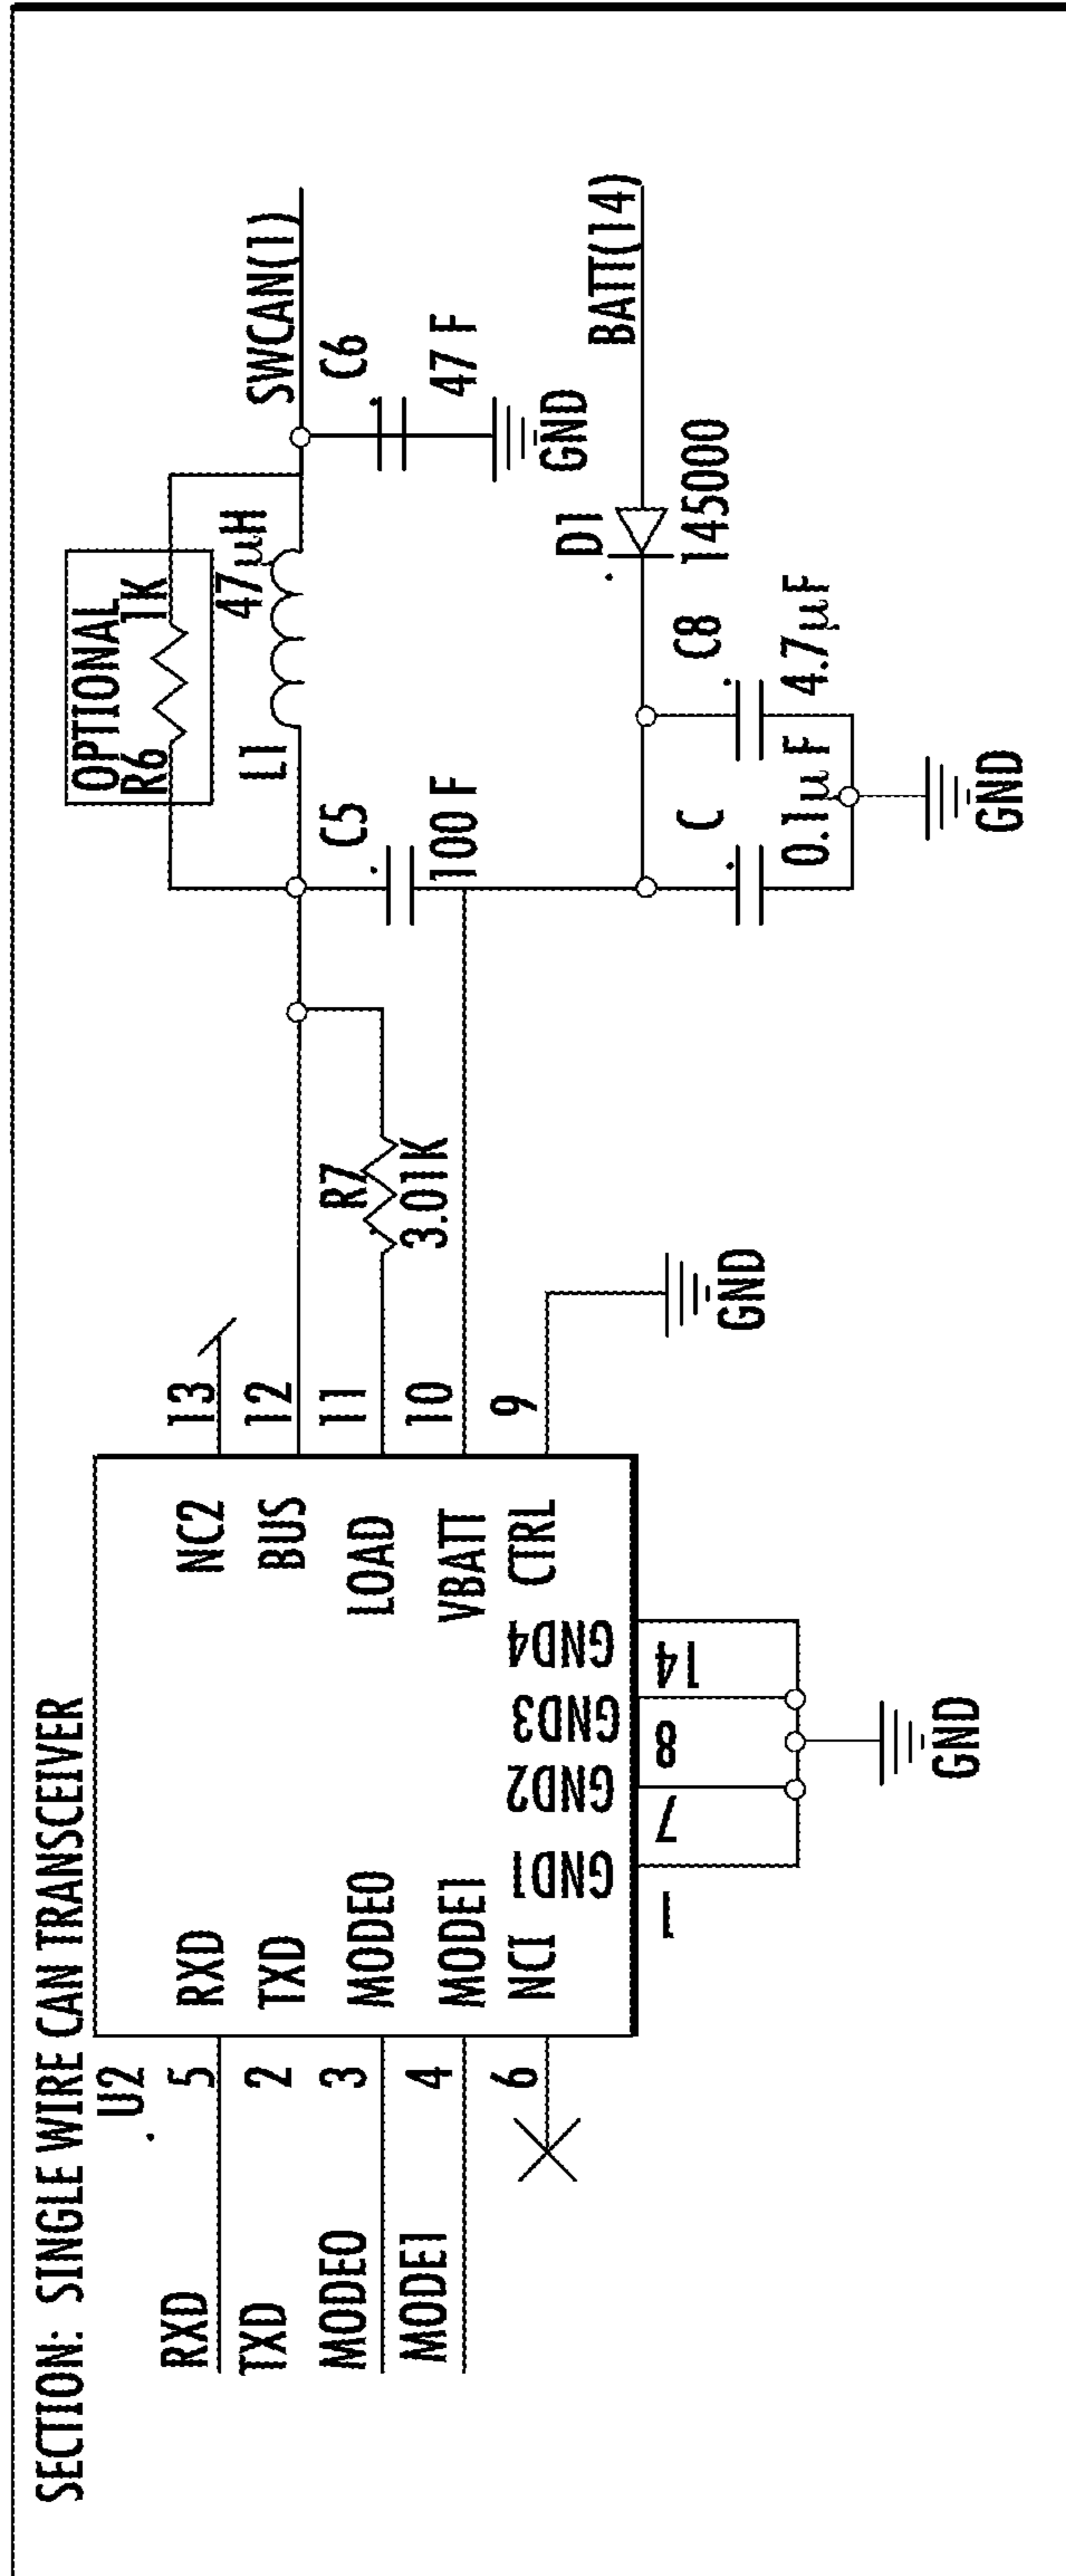 SECTION: SINGLE WIRE CAN TRANSCEIVER
U2
RXD
5
RXD
TXD
2
TXD
MODE0
3
MODE0
MODE1
4
MODE1
6
NCI
NC2
13
BUS
12
LOAD
11
VBATT
10
CTRL
9
GND1
GND2
GND3
GND4
1
7
8
14
GND
GND
R7
3.01K
OPTIONAL
R6
1K
L1
47µH
SWCAN(1)
C5
100 F
C6
47 F
GND
BATT(14)
D1
145000
C
0.1µF
C8
4.7µF
GND